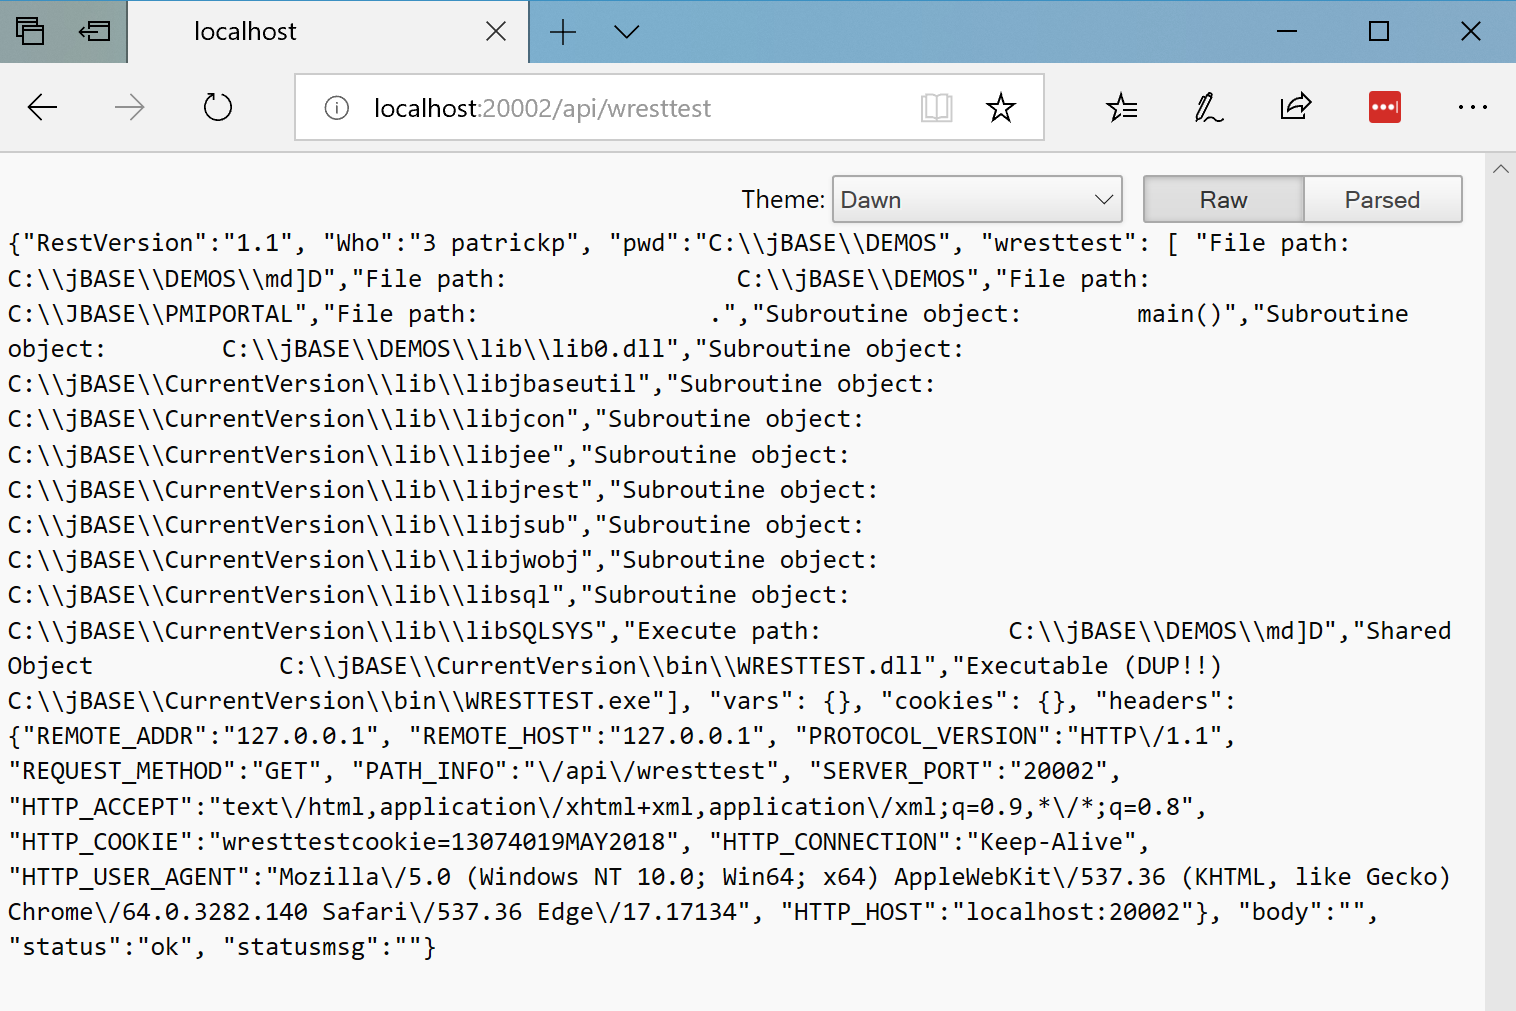 localhost
localhost:20002/api/wresttest
Theme: Dawn Raw Parsed
{"RestVersion":"1.1", "Who":"3 patrickp", "pwd":"C:\\jBASE\\DEMOS", "wresttest": [ "File path:
C:\\jBASE\\DEMOS\\md]D","File path: C:\\jBASE\\DEMOS","File path:
C:\\JBASE\\PMIPORTAL","File path: .","Subroutine object: main()","Subroutine
object: C:\\jBASE\\DEMOS\\lib\\lib0.dll","Subroutine object:
C:\\jBASE\\CurrentVersion\\lib\\libjbaseutil","Subroutine object:
C:\\jBASE\\CurrentVersion\\lib\\libjcon","Subroutine object:
C:\\jBASE\\CurrentVersion\\lib\\libjee","Subroutine object:
C:\\jBASE\\CurrentVersion\\lib\\libjrest","Subroutine object:
C:\\jBASE\\CurrentVersion\\lib\\libjsub","Subroutine object:
C:\\jBASE\\CurrentVersion\\lib\\libjwobj","Subroutine object:
C:\\jBASE\\CurrentVersion\\lib\\libsql","Subroutine object:
C:\\jBASE\\CurrentVersion\\lib\\libSQLSYS","Execute path: C:\\jBASE\\DEMOS\\md]D","Shared
Object C:\\jBASE\\CurrentVersion\\bin\\WRESTTEST.dll","Executable (DUP!!)
C:\\jBASE\\CurrentVersion\\bin\\WRESTTEST.exe"], "vars": {}, "cookies": {}, "headers":
{"REMOTE_ADDR":"127.0.0.1", "REMOTE_HOST":"127.0.0.1", "PROTOCOL_VERSION":"HTTP\/1.1",
"REQUEST_METHOD":"GET", "PATH_INFO":"\/api\/wresttest", "SERVER_PORT":"20002",
"HTTP_ACCEPT":"text\/html,application\/xhtml+xml,application\/xml;q=0.9,*\/*;q=0.8",
"HTTP_COOKIE":"wresttestcookie=13074019MAY2018", "HTTP_CONNECTION":"Keep-Alive",
"HTTP_USER_AGENT":"Mozilla\/5.0 (Windows NT 10.0; Win64; x64) AppleWebKit\/537.36 (KHTML, like Gecko)
Chrome\/64.0.3282.140 Safari\/537.36 Edge\/17.17134", "HTTP_HOST":"localhost:20002"}, "body":"",
"status":"ok", "statusmsg":""}